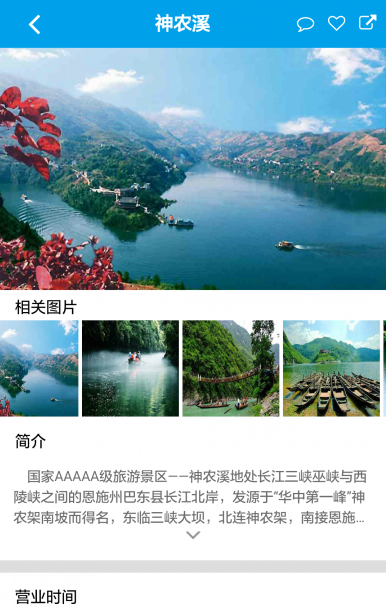 神农溪
相关图片
简介
国家AAAAA级旅游景区——神农溪地处长江三峡巫峡与西
陵峡之间的恩施州巴东县长江北岸，发源于“华中第一峰”神
农架南坡而得名，东临三峡大坝，北连神农架，南接恩施...
营业时间